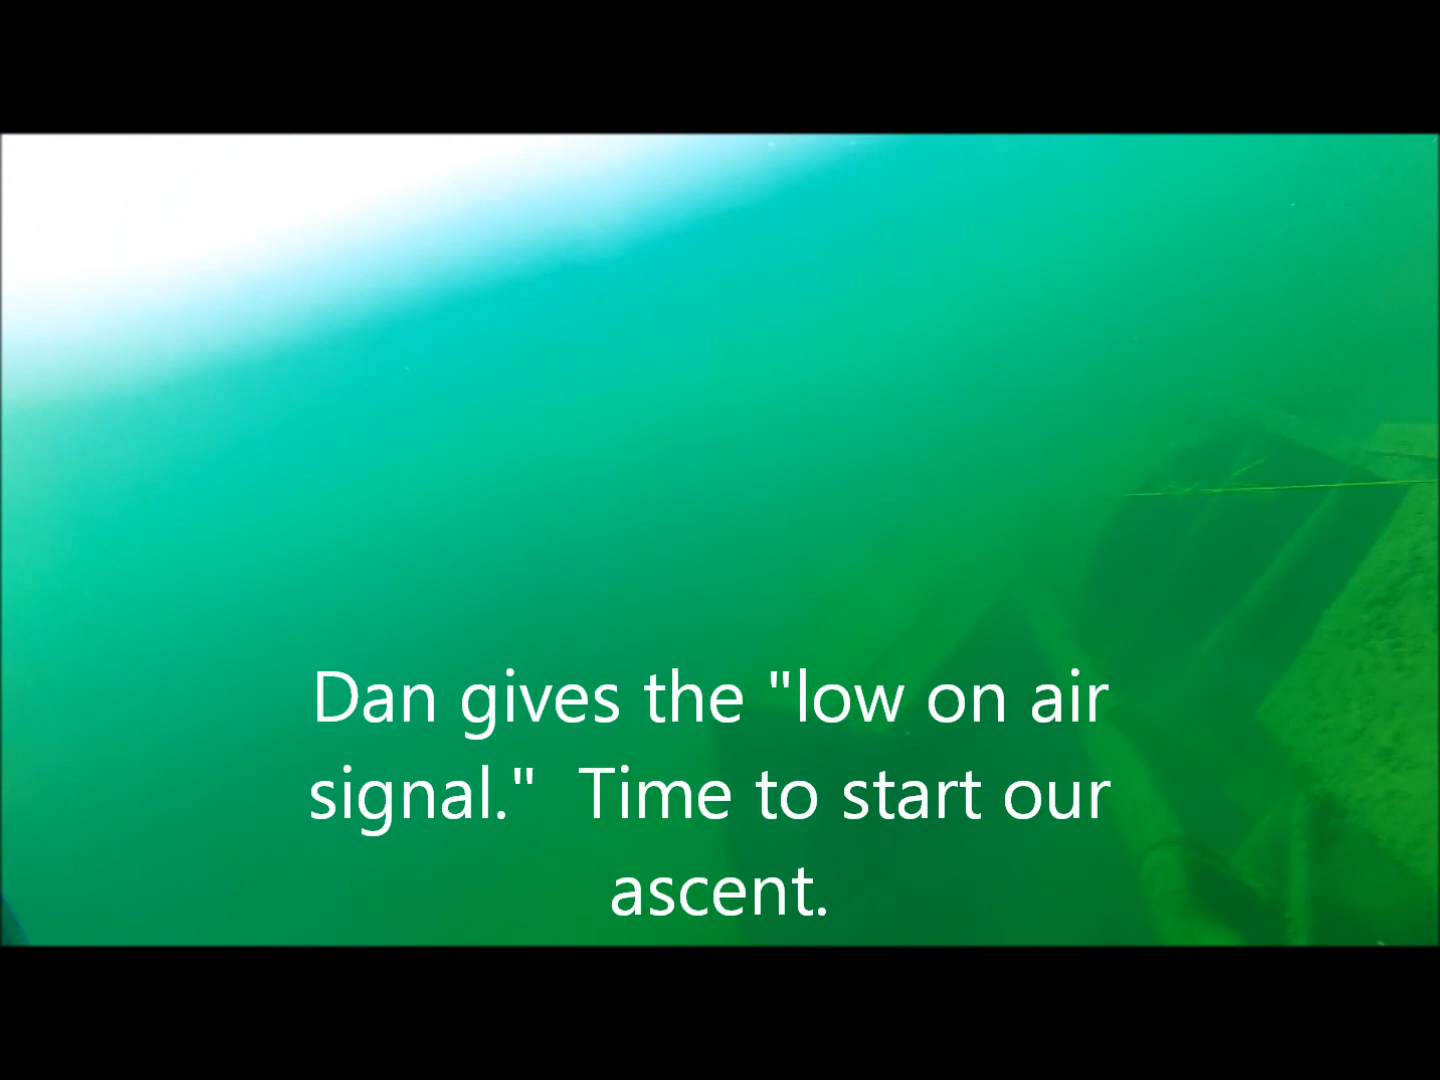 Dan gives the "low on air
signal."  Time to start our
ascent.